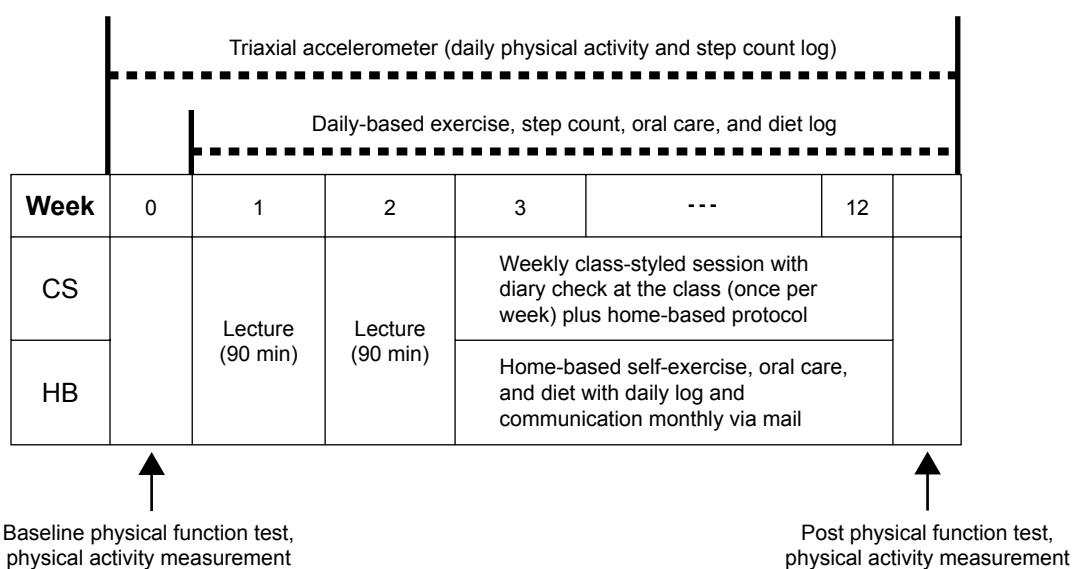 Triaxial accelerometer (daily physical activity and step count log)
Daily-based exercise, step count, oral care, and diet log
Week 0 1 2 3 --- 12
CS
Lecture
(90 min)
Lecture
(90 min)
Weekly class-styled session with
diary check at the class (once per
week) plus home-based protocol
HB
Home-based self-exercise, oral care,
and diet with daily log and
communication monthly via mail
Baseline physical function test,
physical activity measurement
Post physical function test,
physical activity measurement